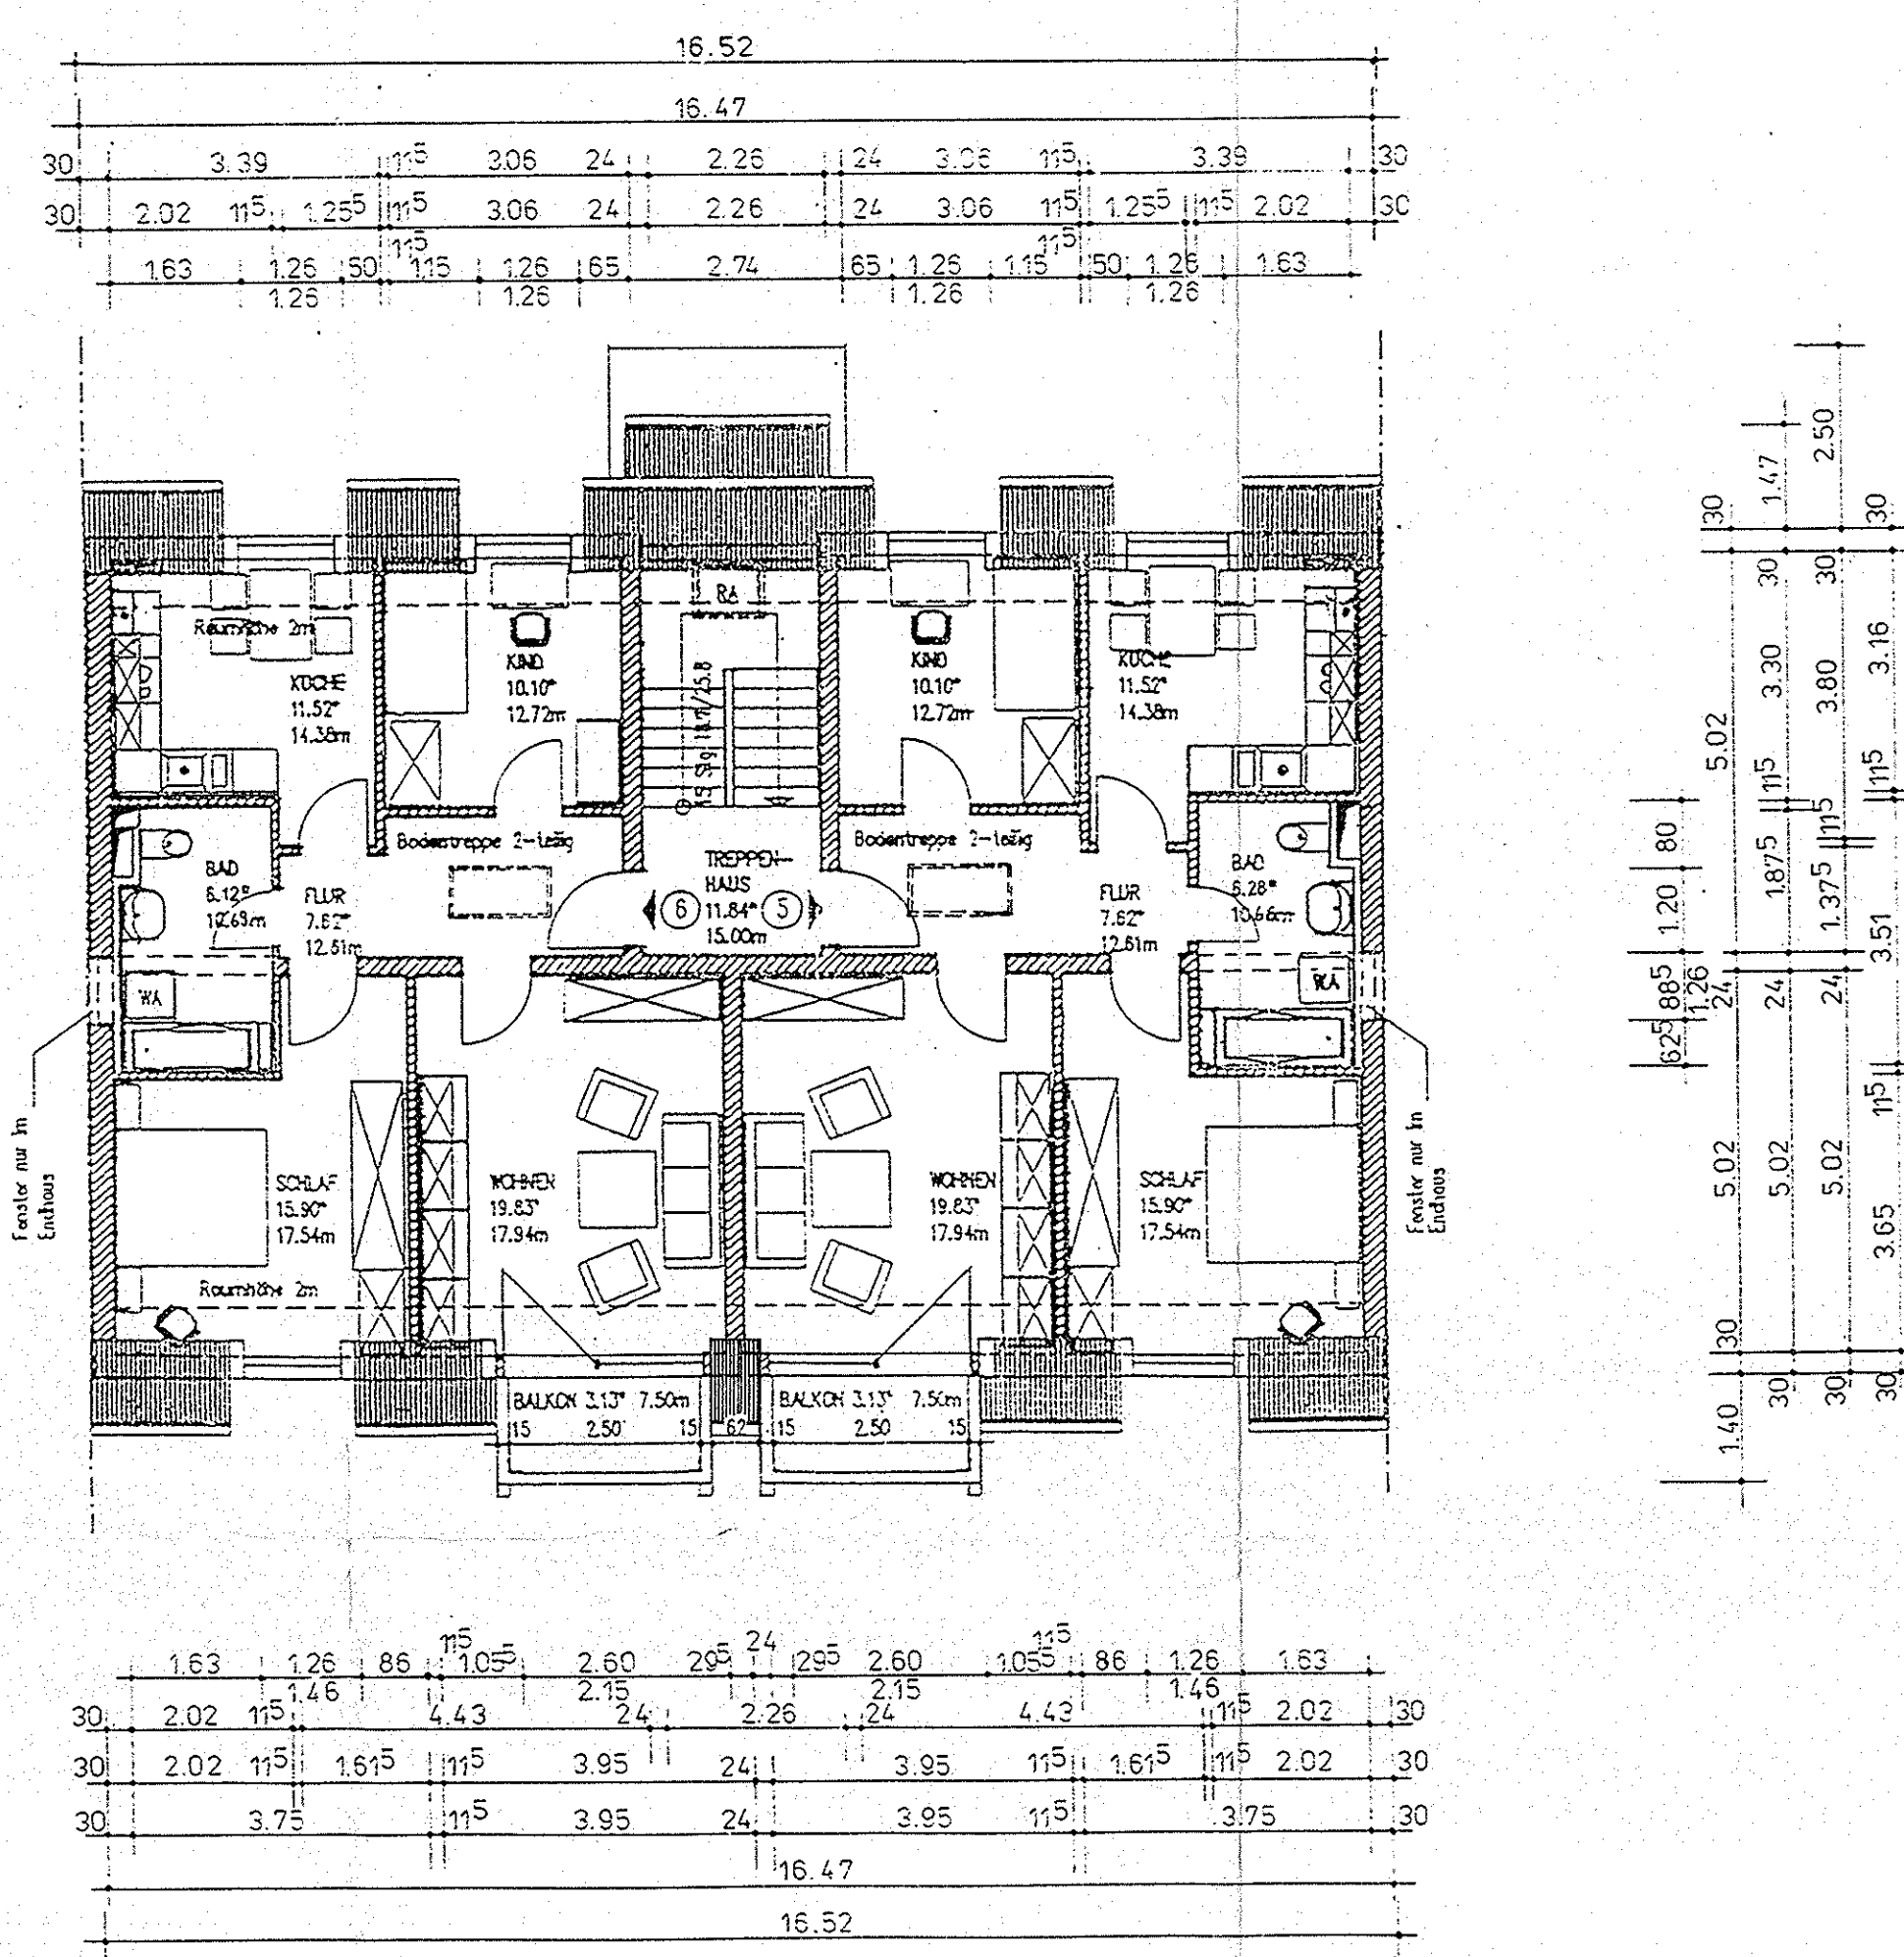 16.52
16.47
30 3.39 11⁵ 3.06 24 2.26 24 3.06 11⁵ 3.39 30
30 2.02 11⁵ 1.25⁵ 11⁵ 3.06 24 2.26 24 3.06 11⁵ 1.25⁵ 11⁵ 2.02 30
11⁵ 11⁵
1.63 1.26 50 1.15 1.26 65 2.74 65 1.26 1.15 50 1.26 1.63
1.26 1.26 1.26 1.26
RA
Raumhöhe 2m
KÜCHE
11.52
14.38m
KIND
10.10
12.72m
KIND
10.10
12.72m
KÜCHE
11.52
14.38m
Bodentreppe 2-teilig
Bodentreppe 2-teilig
BAD
6.12
FLUR
7.62
12.61m
TREPPEN-
HAUS
11.84
15.00m
6
5
FLUR
7.62
12.61m
BAD
6.28
10.66m
WA
WA
Fenster nur im
Endhaus
SCHLAF
15.90
17.54m
WOHNEN
19.83
17.94m
WOHNEN
19.83
17.94m
SCHLAF
15.90
17.54m
Fenster nur im
Endhaus
Raumhöhe 2m
BALKON 3.13 7.50m
BALKON 3.13 7.50m
15 2.50 15 62 15 2.50 15
80
1.20
88⁵
1.26
62⁵
30
5.02
24
5.02
30
1.40
1.47
30
3.30
11⁵
1.87⁵
24
5.02
30
2.50
30
3.80
11⁵
1.37⁵
24
5.02
30
30
3.16
11⁵
3.51
11⁵
3.65
30
11⁵ 24 11⁵
1.63 1.26 86 1.05⁵ 2.60 29⁵ 29⁵ 2.60 1.05⁵ 86 1.26 1.63
1.46 2.15 2.15 1.46
30 2.02 11⁵ 4.43 24 2.26 24 4.43 11⁵ 2.02 30
30 2.02 11⁵ 1.61⁵ 11⁵ 3.95 24 3.95 11⁵ 1.61⁵ 11⁵ 2.02 30
30 3.75 11⁵ 3.95 24 3.95 11⁵ 3.75 30
16.47
16.52